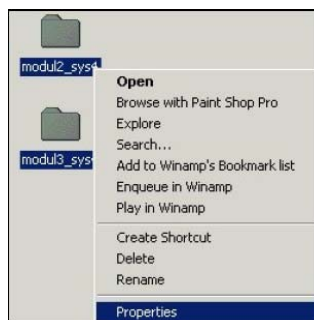 modul2_sys4
Open
Browse with Paint Shop Pro
Explore
Search...
modul3_sys
Add to Winamp's Bookmark list
Enqueue in Winamp
Play in Winamp
Create Shortcut
Delete
Rename
Properties